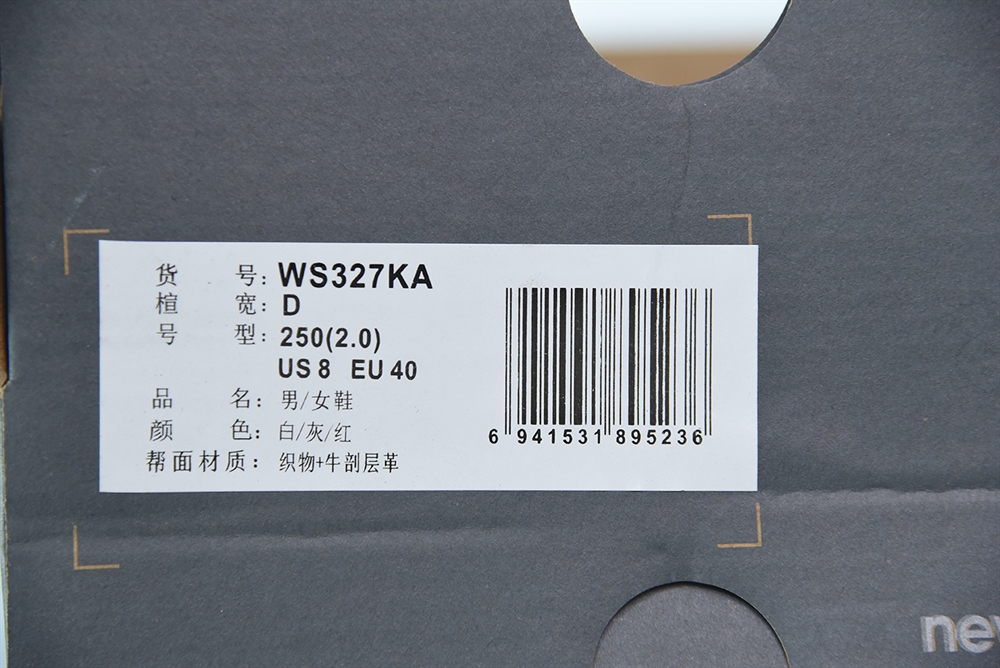 货 号: WS327KA
楦 宽: D
号 型: 250(2.0)
US 8 EU 40
品 名: 男/女鞋
颜 色: 白/灰/红
帮面材质: 织物+牛剖层革
6 941531 895236